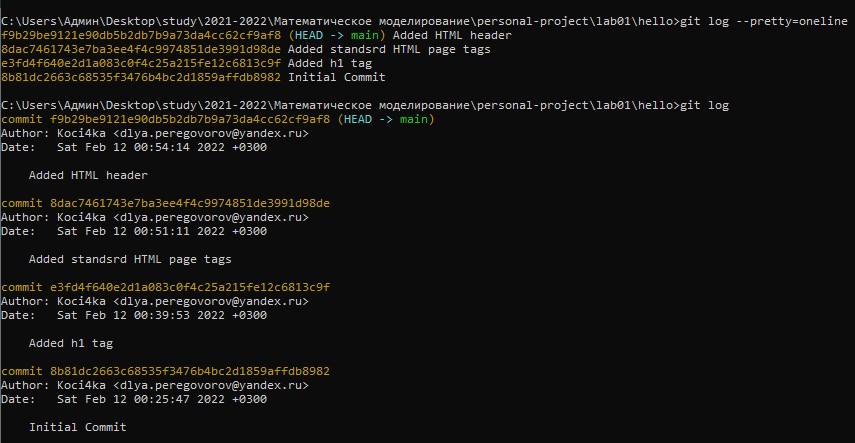 C:\Users\Админ\Desktop\study\2021-2022\Математическое моделирование\personal-project\lab01\hello>git log --pretty=oneline
f9b29be9121e90db5b2db7b9a73da4cc62cf9af8 (HEAD -> main) Added HTML header
8dac7461743e7ba3ee4f4c9974851de3991d98de Added standsrd HTML page tags
e3fd4f640e2d1a083c0f4c25a215fe12c6813c9f Added h1 tag
8b81dc2663c68535f3476b4bc2d1859affdb8982 Initial Commit
C:\Users\Админ\Desktop\study\2021-2022\Математическое моделирование\personal-project\lab01\hello>git log
commit f9b29be9121e90db5b2db7b9a73da4cc62cf9af8 (HEAD -> main)
Author: Koci4ka <dlya.peregovorov@yandex.ru>
Date:   Sat Feb 12 00:54:14 2022 +0300
Added HTML header
commit 8dac7461743e7ba3ee4f4c9974851de3991d98de
Author: Koci4ka <dlya.peregovorov@yandex.ru>
Date:   Sat Feb 12 00:51:11 2022 +0300
Added standsrd HTML page tags
commit e3fd4f640e2d1a083c0f4c25a215fe12c6813c9f
Author: Koci4ka <dlya.peregovorov@yandex.ru>
Date:   Sat Feb 12 00:39:53 2022 +0300
Added h1 tag
commit 8b81dc2663c68535f3476b4bc2d1859affdb8982
Author: Koci4ka <dlya.peregovorov@yandex.ru>
Date:   Sat Feb 12 00:25:47 2022 +0300
Initial Commit